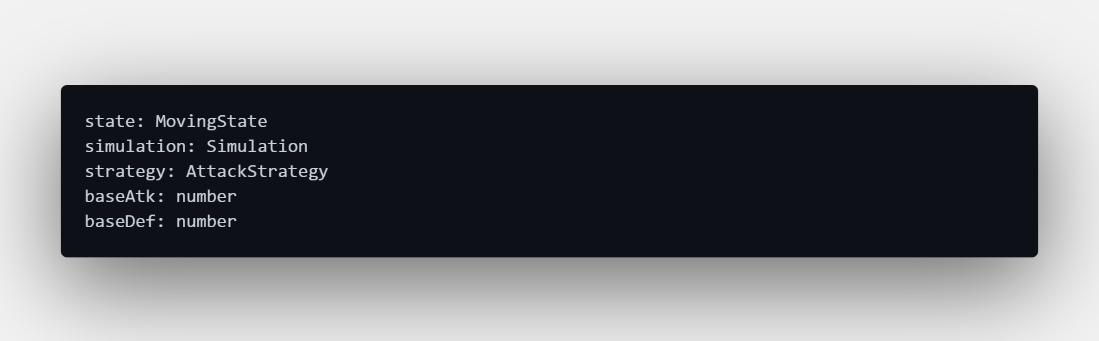 state: MovingState
simulation: Simulation
strategy: AttackStrategy
baseAtk: number
baseDef: number